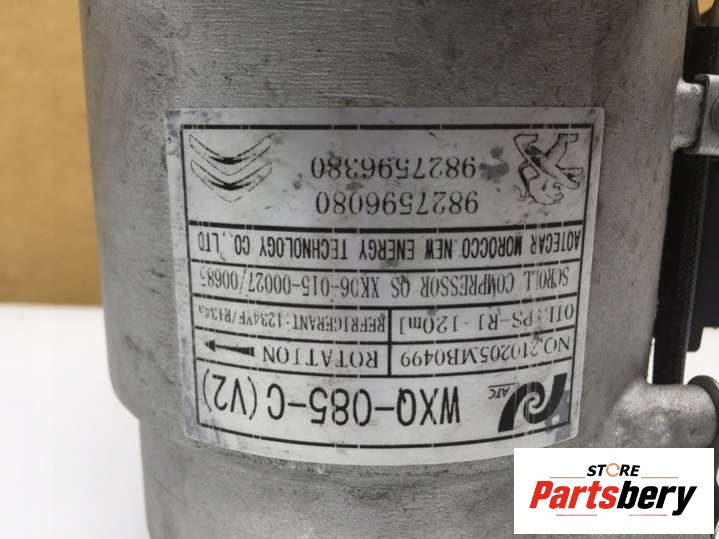 ATC
WXQ-085-C(V2)
NO.210205MB0499
ROTATION
OIL:PS-R1-120ml
REFRIGERANT:1234YF/R134a
SCROLL COMPRESSOR QS XK06-015-00027/00685
AOTECAR MOROCCO NEW ENERGY TECHNOLOGY CO.,LTD
9827596080
9827596380
STORE
Partsbery